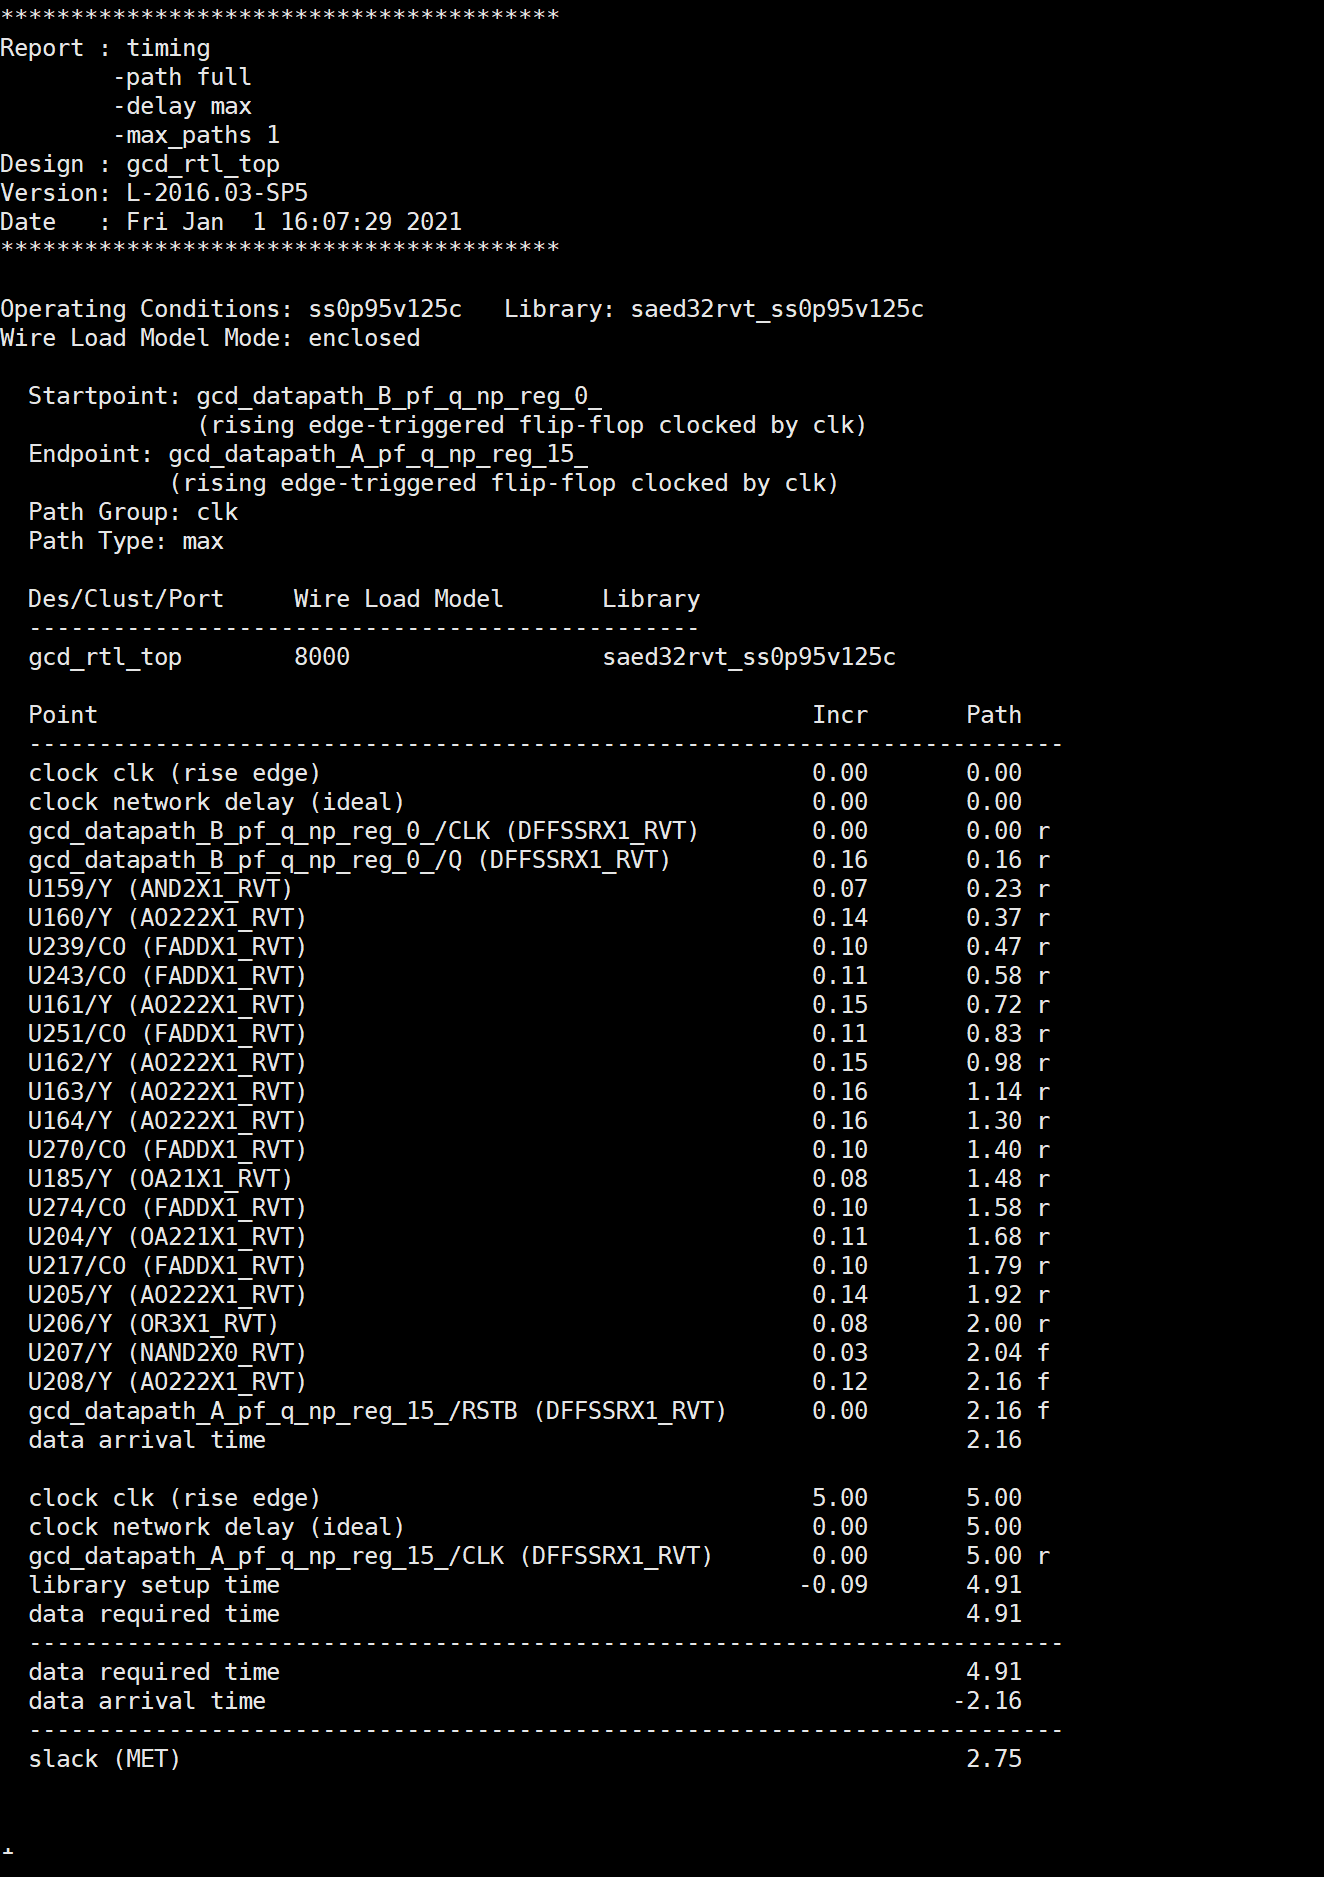 ****************************************
Report : timing
        -path full
        -delay max
        -max_paths 1
Design : gcd_rtl_top
Version: L-2016.03-SP5
Date   : Fri Jan  1 16:07:29 2021
****************************************

Operating Conditions: ss0p95v125c   Library: saed32rvt_ss0p95v125c
Wire Load Model Mode: enclosed

  Startpoint: gcd_datapath_B_pf_q_np_reg_0_
              (rising edge-triggered flip-flop clocked by clk)
  Endpoint: gcd_datapath_A_pf_q_np_reg_15_
            (rising edge-triggered flip-flop clocked by clk)
  Path Group: clk
  Path Type: max

  Des/Clust/Port     Wire Load Model       Library
  ------------------------------------------------
  gcd_rtl_top        8000                  saed32rvt_ss0p95v125c

  Point                                                   Incr       Path
  --------------------------------------------------------------------------
  clock clk (rise edge)                                   0.00       0.00
  clock network delay (ideal)                             0.00       0.00
  gcd_datapath_B_pf_q_np_reg_0_/CLK (DFFSSRX1_RVT)        0.00       0.00 r
  gcd_datapath_B_pf_q_np_reg_0_/Q (DFFSSRX1_RVT)          0.16       0.16 r
  U159/Y (AND2X1_RVT)                                     0.07       0.23 r
  U160/Y (AO222X1_RVT)                                    0.14       0.37 r
  U239/CO (FADDX1_RVT)                                    0.10       0.47 r
  U243/CO (FADDX1_RVT)                                    0.11       0.58 r
  U161/Y (AO222X1_RVT)                                    0.15       0.72 r
  U251/CO (FADDX1_RVT)                                    0.11       0.83 r
  U162/Y (AO222X1_RVT)                                    0.15       0.98 r
  U163/Y (AO222X1_RVT)                                    0.16       1.14 r
  U164/Y (AO222X1_RVT)                                    0.16       1.30 r
  U270/CO (FADDX1_RVT)                                    0.10       1.40 r
  U185/Y (OA21X1_RVT)                                     0.08       1.48 r
  U274/CO (FADDX1_RVT)                                    0.10       1.58 r
  U204/Y (OA221X1_RVT)                                    0.11       1.68 r
  U217/CO (FADDX1_RVT)                                    0.10       1.79 r
  U205/Y (AO222X1_RVT)                                    0.14       1.92 r
  U206/Y (OR3X1_RVT)                                      0.08       2.00 r
  U207/Y (NAND2X0_RVT)                                    0.03       2.04 f
  U208/Y (AO222X1_RVT)                                    0.12       2.16 f
  gcd_datapath_A_pf_q_np_reg_15_/RSTB (DFFSSRX1_RVT)      0.00       2.16 f
  data arrival time                                                  2.16

  clock clk (rise edge)                                   5.00       5.00
  clock network delay (ideal)                             0.00       5.00
  gcd_datapath_A_pf_q_np_reg_15_/CLK (DFFSSRX1_RVT)       0.00       5.00 r
  library setup time                                     -0.09       4.91
  data required time                                                 4.91
  --------------------------------------------------------------------------
  data required time                                                 4.91
  data arrival time                                                 -2.16
  --------------------------------------------------------------------------
  slack (MET)                                                        2.75